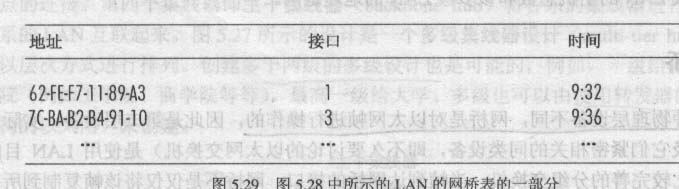 地址 接口 时间
62-FE-F7-11-89-A3 1 9:32
7C-BA-B2-B4-91-10 3 9:36
... ... ...
图 5.29 图 5.28 中所示的 LAN 的网桥表的一部分